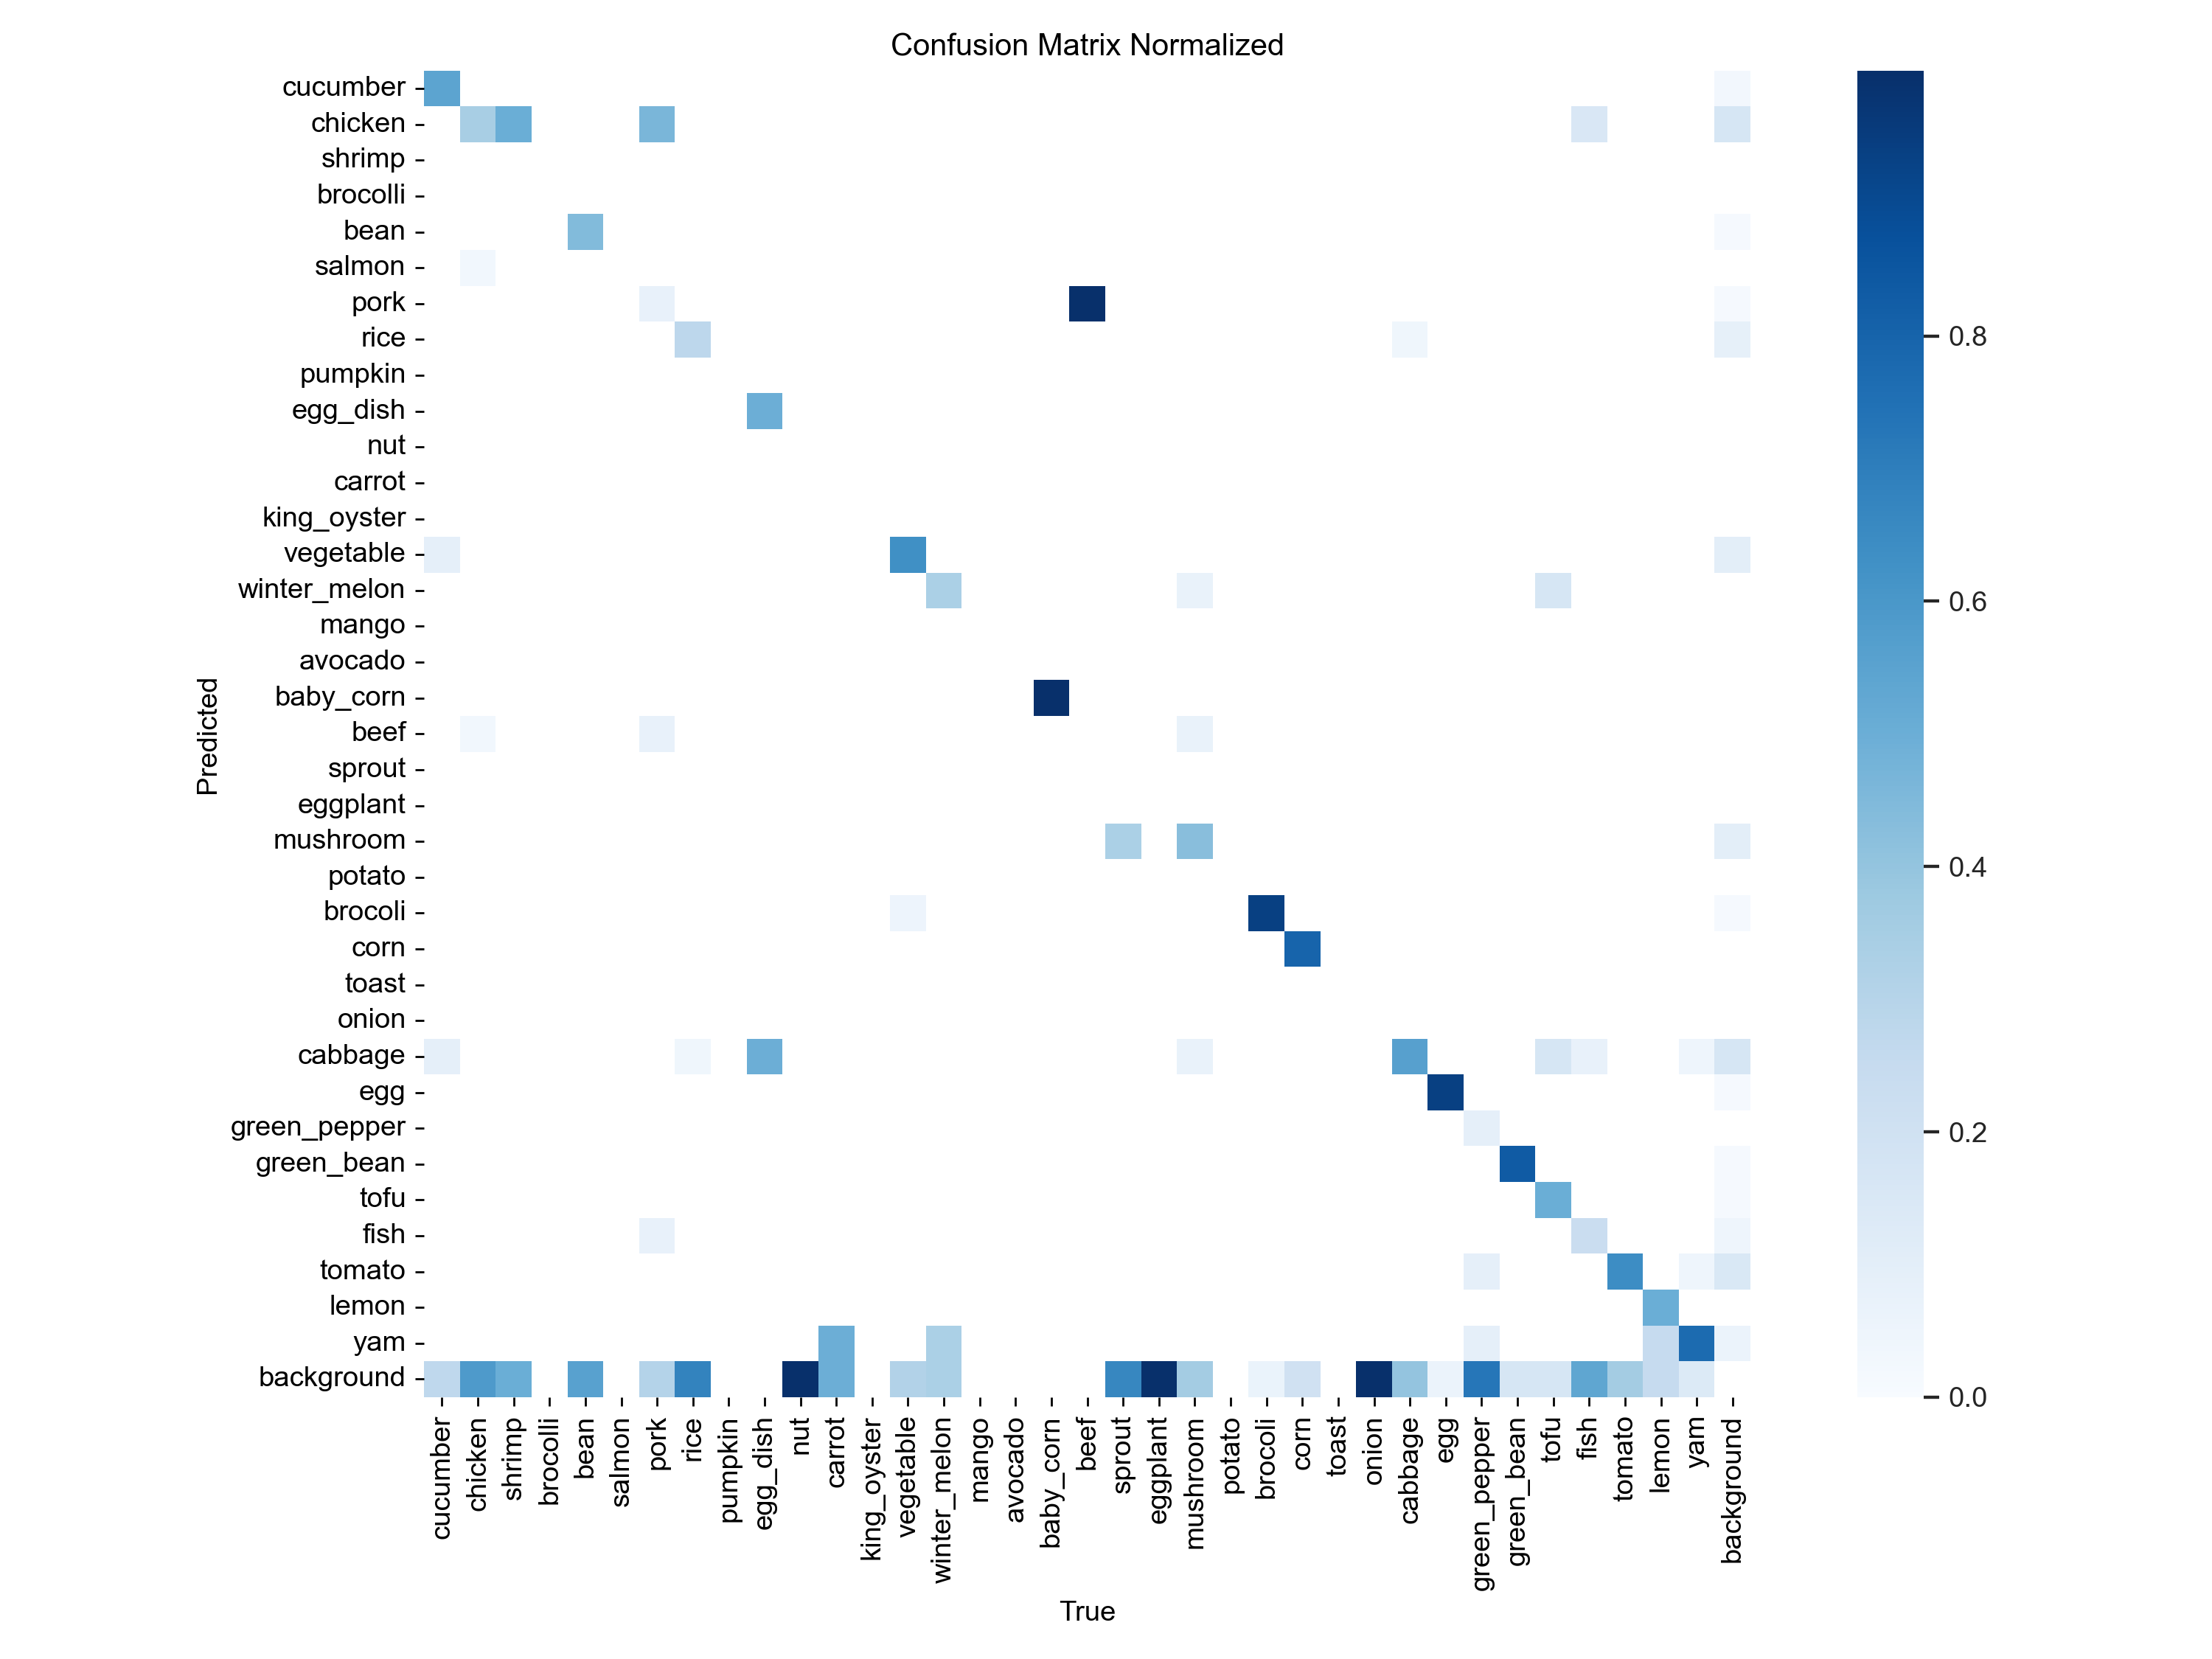 Confusion Matrix Normalized
Predicted
cucumber
chicken
shrimp
brocolli
bean
salmon
pork
rice
pumpkin
egg_dish
nut
carrot
king_oyster
vegetable
winter_melon
mango
avocado
baby_corn
beef
sprout
eggplant
mushroom
potato
brocoli
corn
toast
onion
cabbage
egg
green_pepper
green_bean
tofu
fish
tomato
lemon
yam
background
cucumber
chicken
shrimp
brocolli
bean
salmon
pork
rice
pumpkin
egg_dish
nut
carrot
king_oyster
vegetable
winter_melon
mango
avocado
baby_corn
beef
sprout
eggplant
mushroom
potato
brocoli
corn
toast
onion
cabbage
egg
green_pepper
green_bean
tofu
fish
tomato
lemon
yam
background
True
0.8
0.6
0.4
0.2
0.0